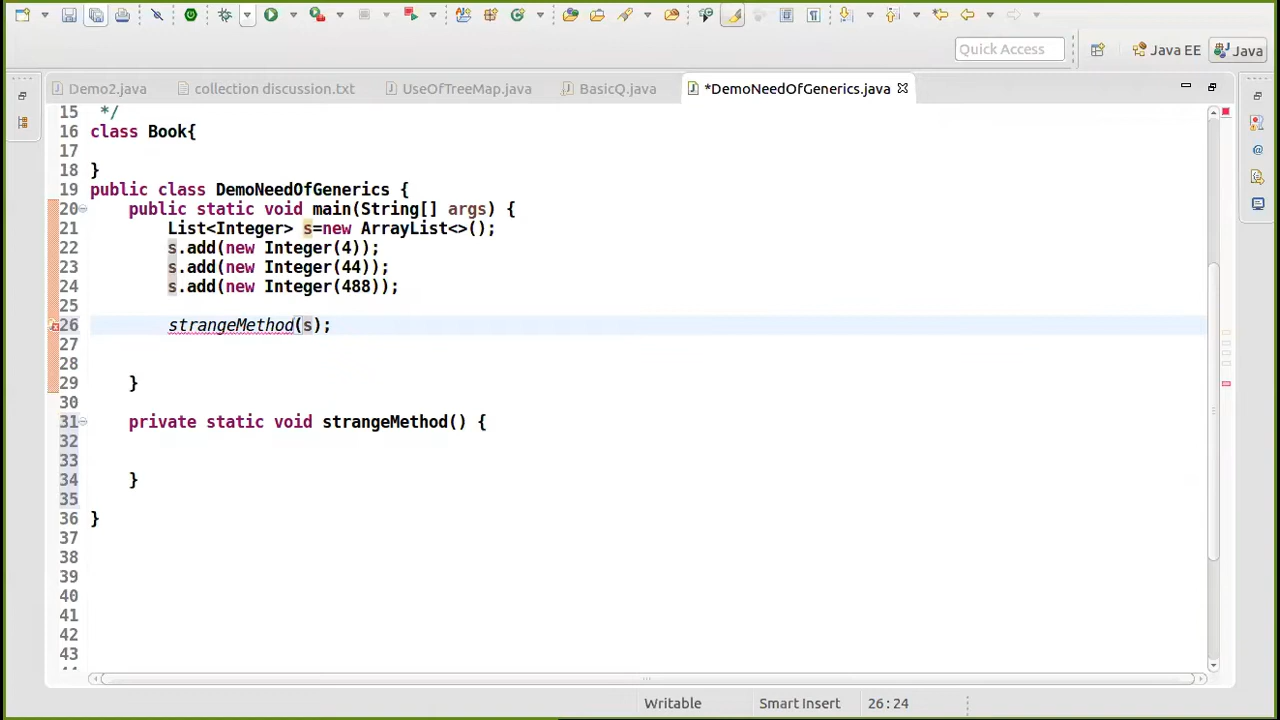 Quick Access
Java EE
Java
Demo2.java
collection discussion.txt
UseOfTreeMap.java
BasicQ.java
*DemoNeedOfGenerics.java
15 */
16 class Book{
17
18 }
19 public class DemoNeedOfGenerics {
20 public static void main(String[] args) {
21 List<Integer> s=new ArrayList<>();
22 s.add(new Integer(4));
23 s.add(new Integer(44));
24 s.add(new Integer(488));
25
26 strangeMethod(s);
27
28
29 }
30
31 private static void strangeMethod() {
32
33
34 }
35
36 }
37
38
39
40
41
42
43
Writable
Smart Insert
26:24